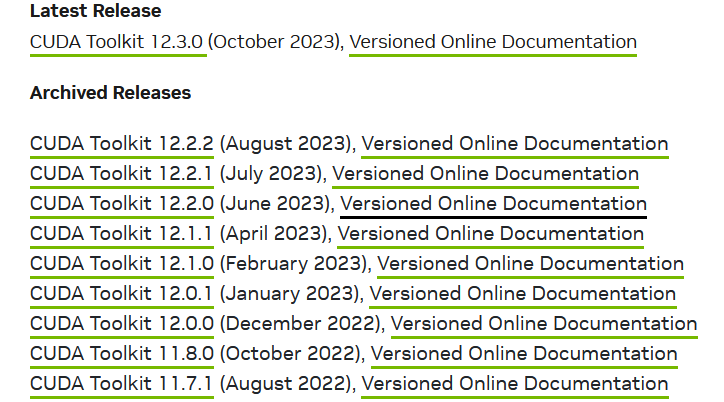 Latest Release
CUDA Toolkit 12.3.0 (October 2023), Versioned Online Documentation
Archived Releases
CUDA Toolkit 12.2.2 (August 2023), Versioned Online Documentation
CUDA Toolkit 12.2.1 (July 2023), Versioned Online Documentation
CUDA Toolkit 12.2.0 (June 2023), Versioned Online Documentation
CUDA Toolkit 12.1.1 (April 2023), Versioned Online Documentation
CUDA Toolkit 12.1.0 (February 2023), Versioned Online Documentation
CUDA Toolkit 12.0.1 (January 2023), Versioned Online Documentation
CUDA Toolkit 12.0.0 (December 2022), Versioned Online Documentation
CUDA Toolkit 11.8.0 (October 2022), Versioned Online Documentation
CUDA Toolkit 11.7.1 (August 2022), Versioned Online Documentation